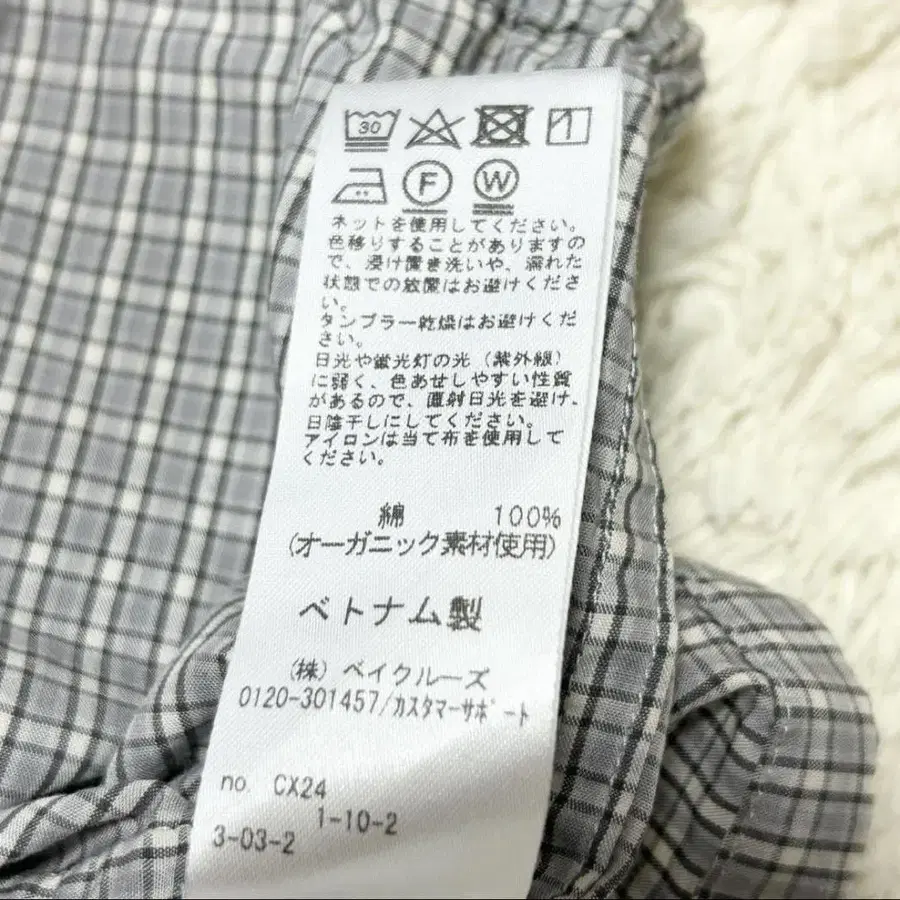 30
F W
ネットを使用してください。
色移りすることがありますの
で、浸け置き洗いや、濡れた
状態での放置はお避けくださ
い。
タンブラー乾燥はお避けくだ
さい。
日光や蛍光灯の光（紫外線）
に弱く、色あせしやすい性質
があるので、直射日光を避け、
日陰干しにしてください。
アイロンは当て布を使用して
ください。
綿 100%
(オーガニック素材使用)
ベトナム製
(株) ベイクルーズ
0120-301457/カスタマーサポート
no. CX24
1-10-2
3-03-2